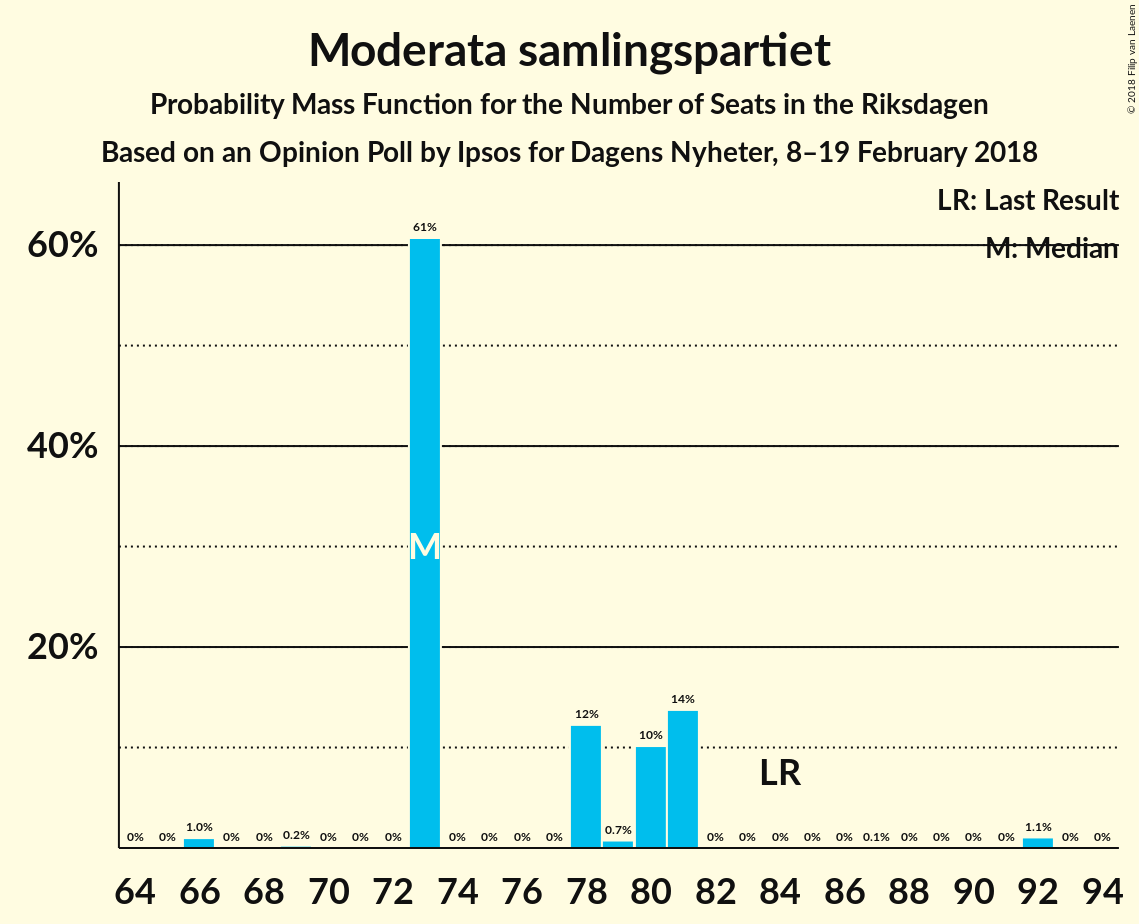 Moderata samlingspartiet
Probability Mass Function for the Number of Seats in the Riksdagen
Based on an Opinion Poll by Ipsos for Dagens Nyheter, 8–19 February 2018
© 2018 Filip van Laenen
LR: Last Result
M: Median
60%
40%
20%
0% 0% 1.0% 0% 0% 0.2% 0% 0% 0% 61% 0% 0% 0% 0% 12% 0.7% 10% 14% 0% 0% 0% 0% 0% 0.1% 0% 0% 0% 0% 1.1% 0% 0%
M
LR
64 66 68 70 72 74 76 78 80 82 84 86 88 90 92 94